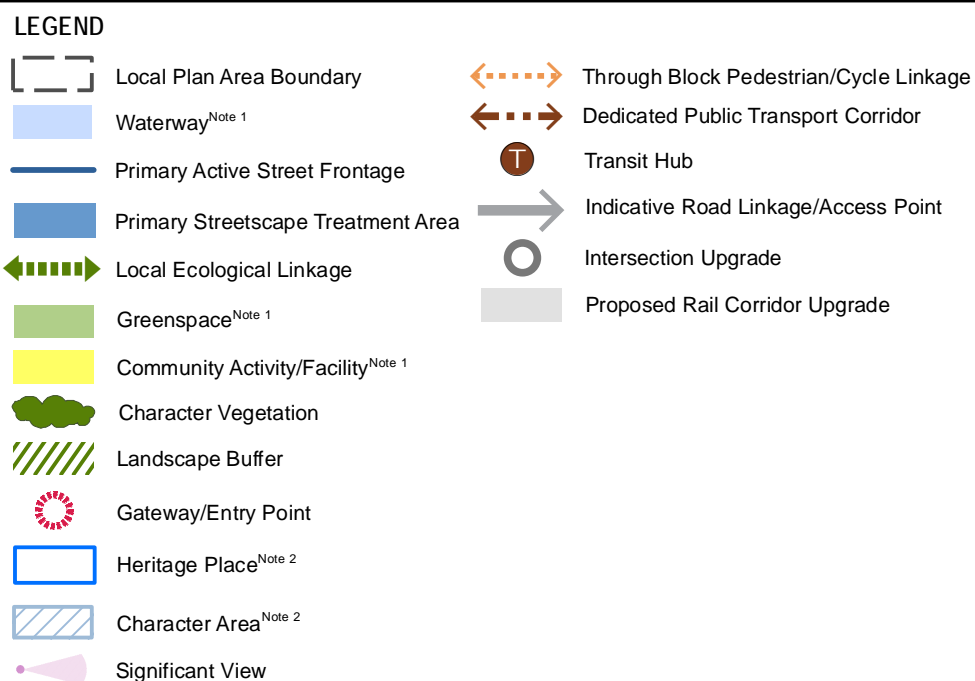 LEGEND
Local Plan Area Boundary
Waterway Note 1
Primary Active Street Frontage
Primary Streetscape Treatment Area
Local Ecological Linkage
Greenspace Note 1
Community Activity/Facility Note 1
Character Vegetation
Landscape Buffer
Gateway/Entry Point
Heritage Place Note 2
Character Area Note 2
Significant View
Through Block Pedestrian/Cycle Linkage
Dedicated Public Transport Corridor
T
Transit Hub
Indicative Road Linkage/Access Point
Intersection Upgrade
Proposed Rail Corridor Upgrade